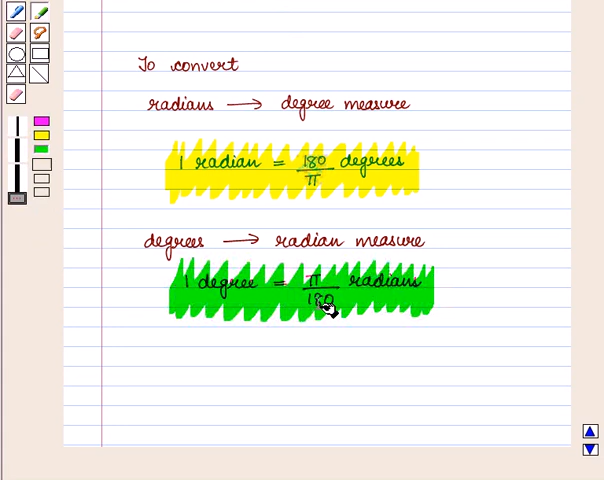 To convert
radians → degree measure
1 radian = 180/π degrees
degrees → radian measure
1 degree = π/180 radians